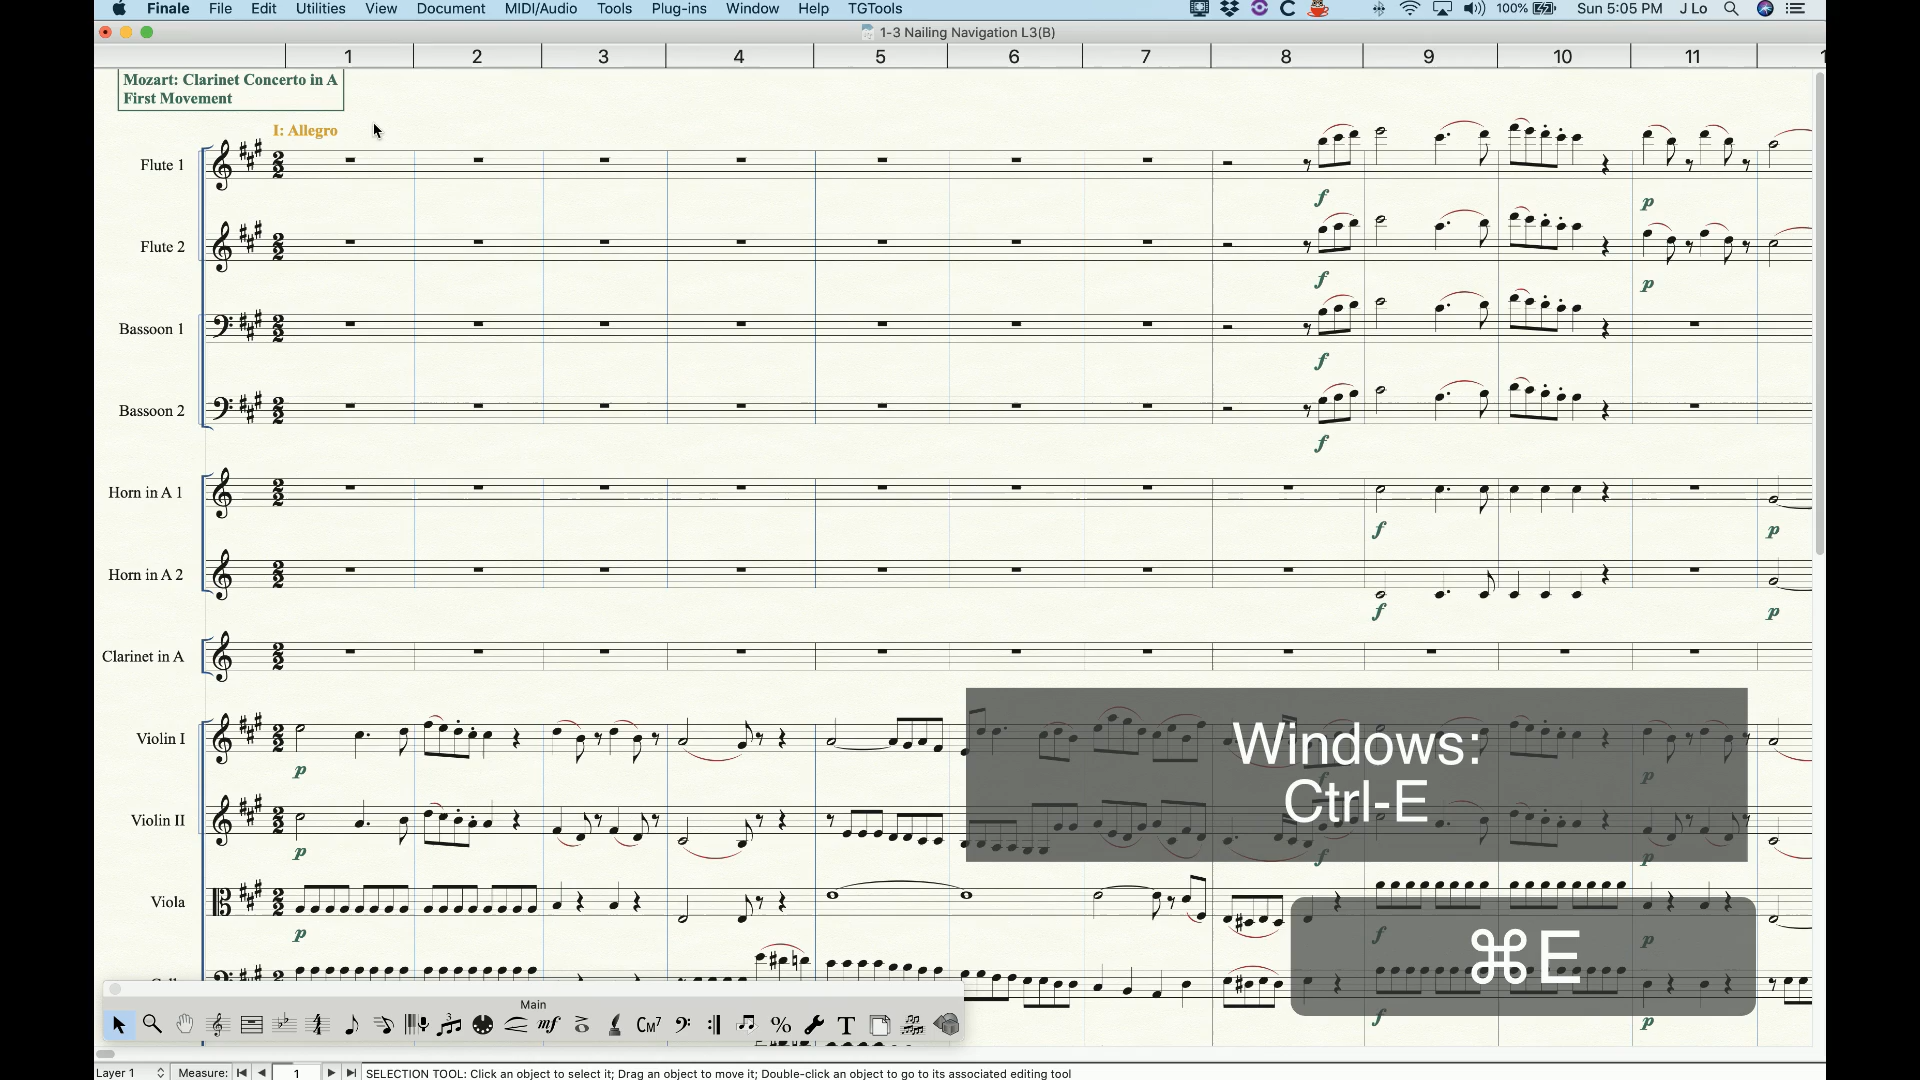 Finale File Edit Utilities View Document MIDI/Audio Tools Plug-ins Window Help TGTools 100% Sun 5:05 PM J Lo
1-3 Nailing Navigation L3(B)
1 2 3 4 5 6 7 8 9 10 11
Mozart: Clarinet Concerto in A
First Movement
I: Allegro
Flute 1
f p
Flute 2
f p
Bassoon 1
f
Bassoon 2
f
Horn in A 1
f p
Horn in A 2
f p
Clarinet in A
Violin I
p
Violin II
p
Viola
p
Windows:
Ctrl-E
⌘E
Main
mf CM7 % T
Layer 1 Measure: 1 SELECTION TOOL: Click an object to select it; Drag an object to move it; Double-click an object to go to its associated editing tool